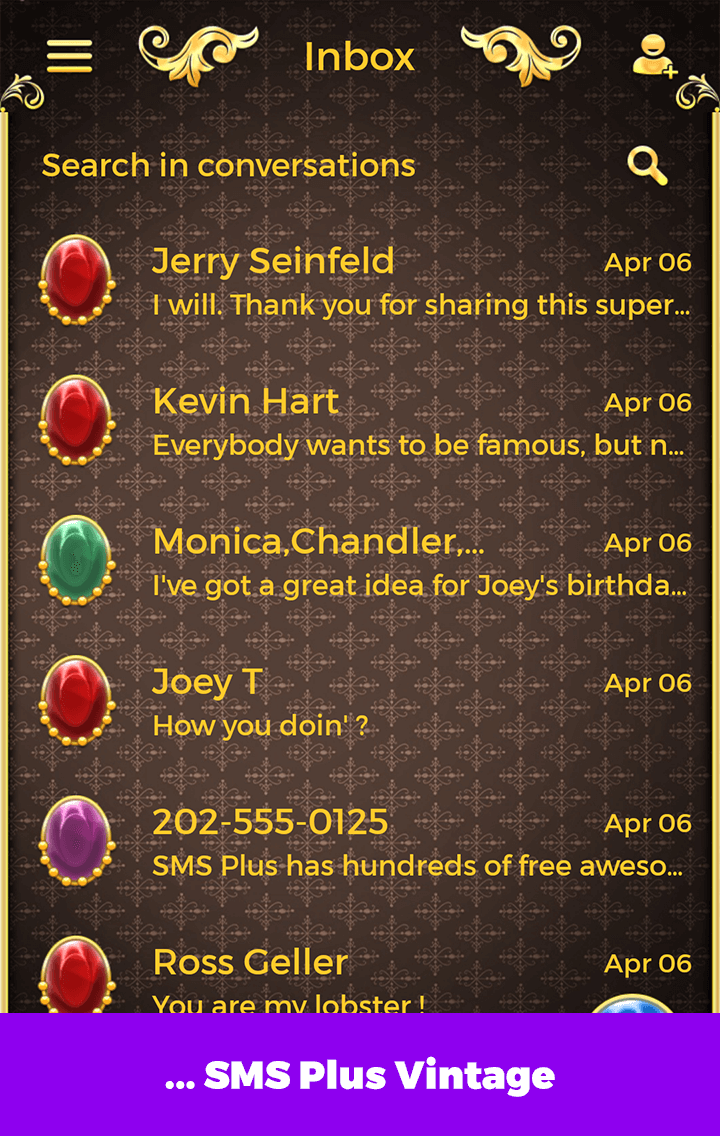 Inbox
Search in conversations
Jerry Seinfeld
Apr 06
I will. Thank you for sharing this super...
Kevin Hart
Apr 06
Everybody wants to be famous, but n...
Monica,Chandler,...
Apr 06
I've got a great idea for Joey's birthda...
Joey T
Apr 06
How you doin' ?
202-555-0125
Apr 06
SMS Plus has hundreds of free aweso...
Ross Geller
Apr 06
You are my lobster !
... SMS Plus Vintage